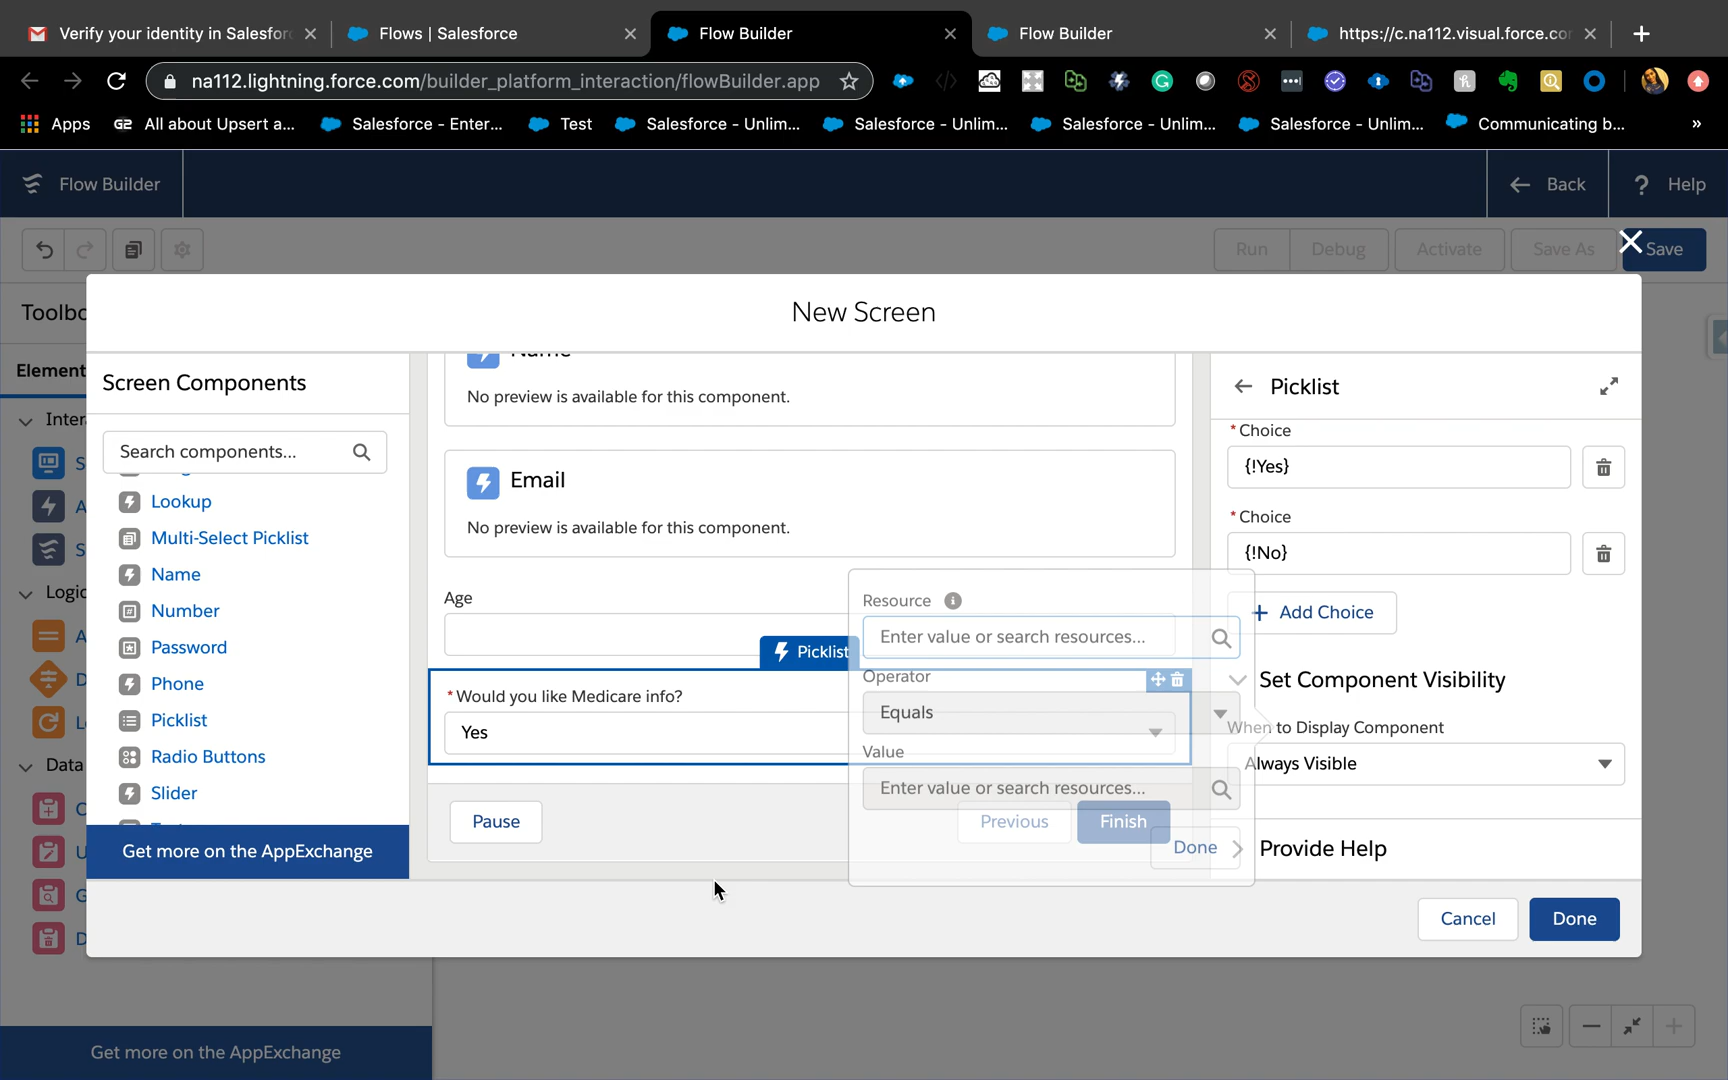 Verify your identity in Salesfor
Flows | Salesforce
Flow Builder
Flow Builder
https://c.na112.visual.force.co
na112.lightning.force.com/builder_platform_interaction/flowBuilder.app
Apps
G2 All about Upsert a...
Salesforce - Enter...
Test
Salesforce - Unlim...
Salesforce - Unlim...
Salesforce - Unlim...
Salesforce - Unlim...
Communicating b...
»
Flow Builder
Back
? Help
Run
Debug
Activate
Save As
Save
Toolbo
New Screen
Element
Screen Components
Name
No preview is available for this component.
Picklist
Inter
Search components...
Email
No preview is available for this component.
* Choice
{!Yes}
* Choice
{!No}
+ Add Choice
S
Lookup
A
Multi-Select Picklist
S
Name
Logic
Number
A
Password
D
Phone
L
Picklist
Radio Buttons
Data
Slider
C
U
G
D
Get more on the AppExchange
Age
Picklist
* Would you like Medicare info?
Yes
Pause
Previous
Finish
Resource
Enter value or search resources...
Operator
Equals
Value
Enter value or search resources...
Done
Set Component Visibility
When to Display Component
Always Visible
Provide Help
Cancel
Done
Get more on the AppExchange